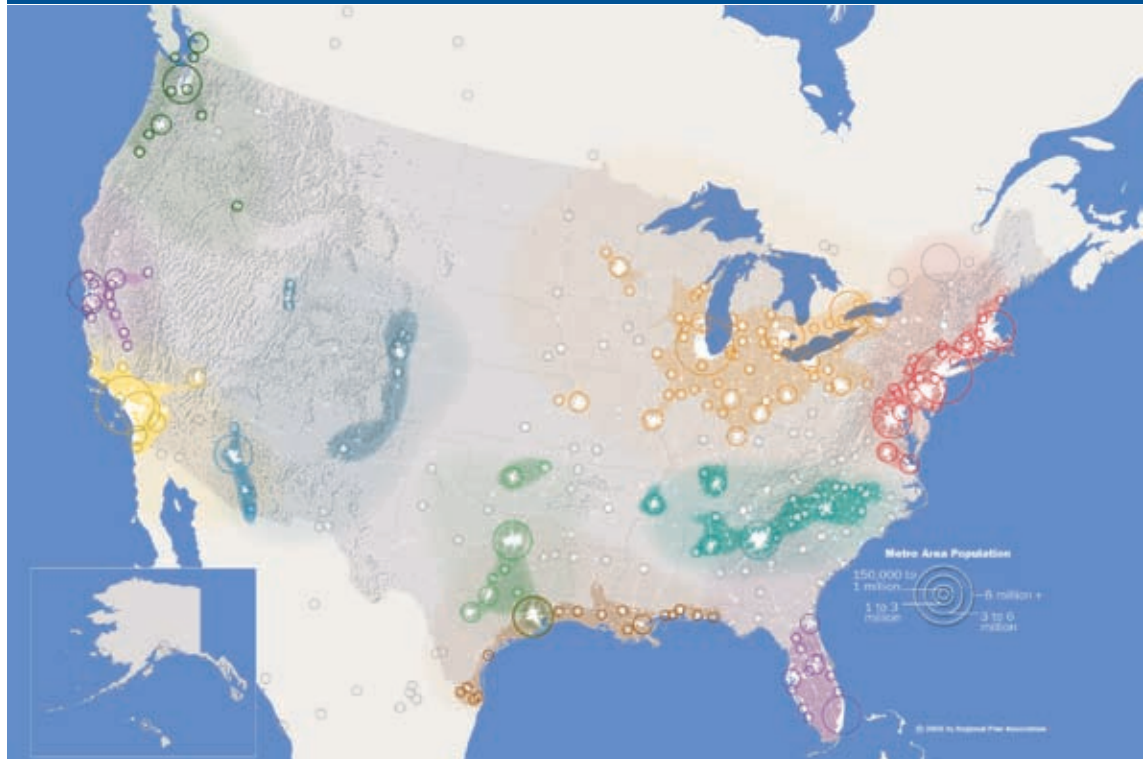 Metro Area Population
150,000 to
1 million
1 to 3
million
6 million +
3 to 6
million
© 2008 by Regional Plan Association